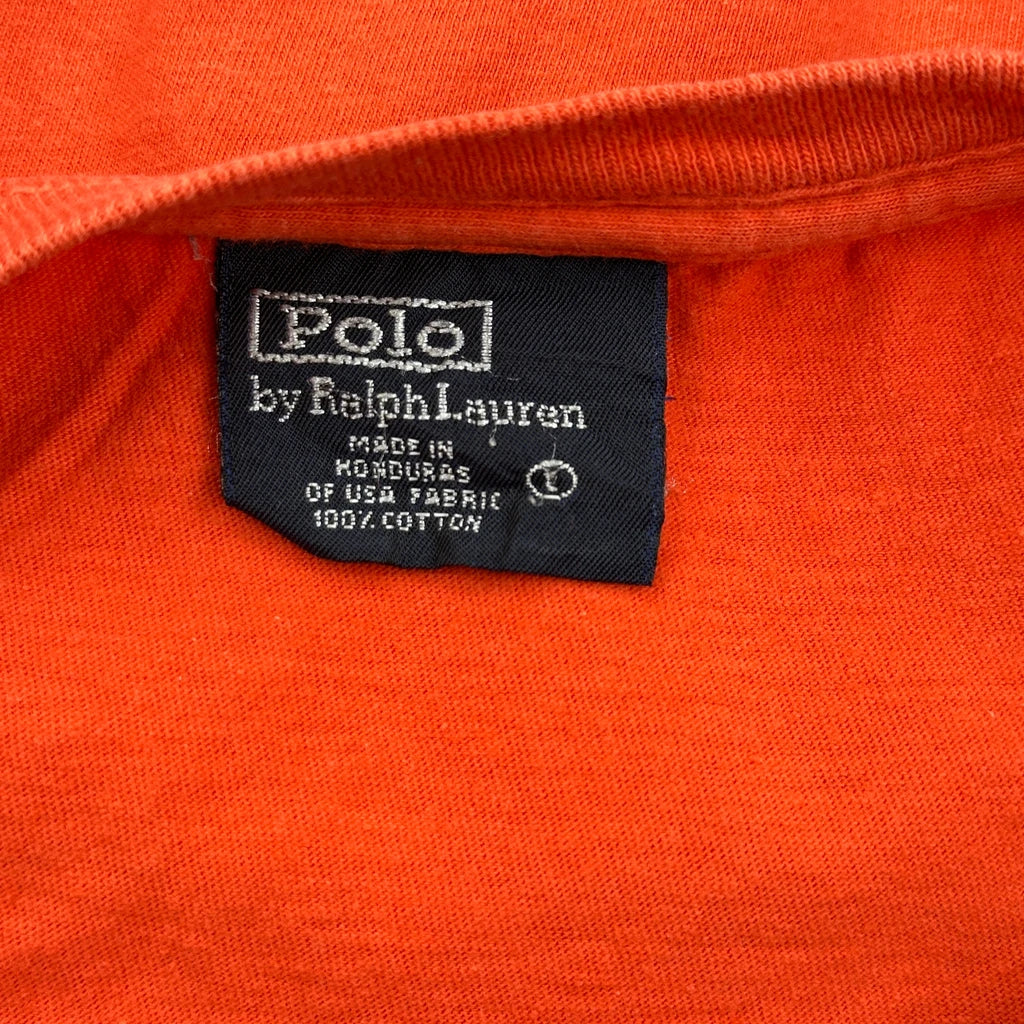 Polo
by Ralph Lauren
MADE IN
HONDURAS
OF USA FABRIC
100% COTTON